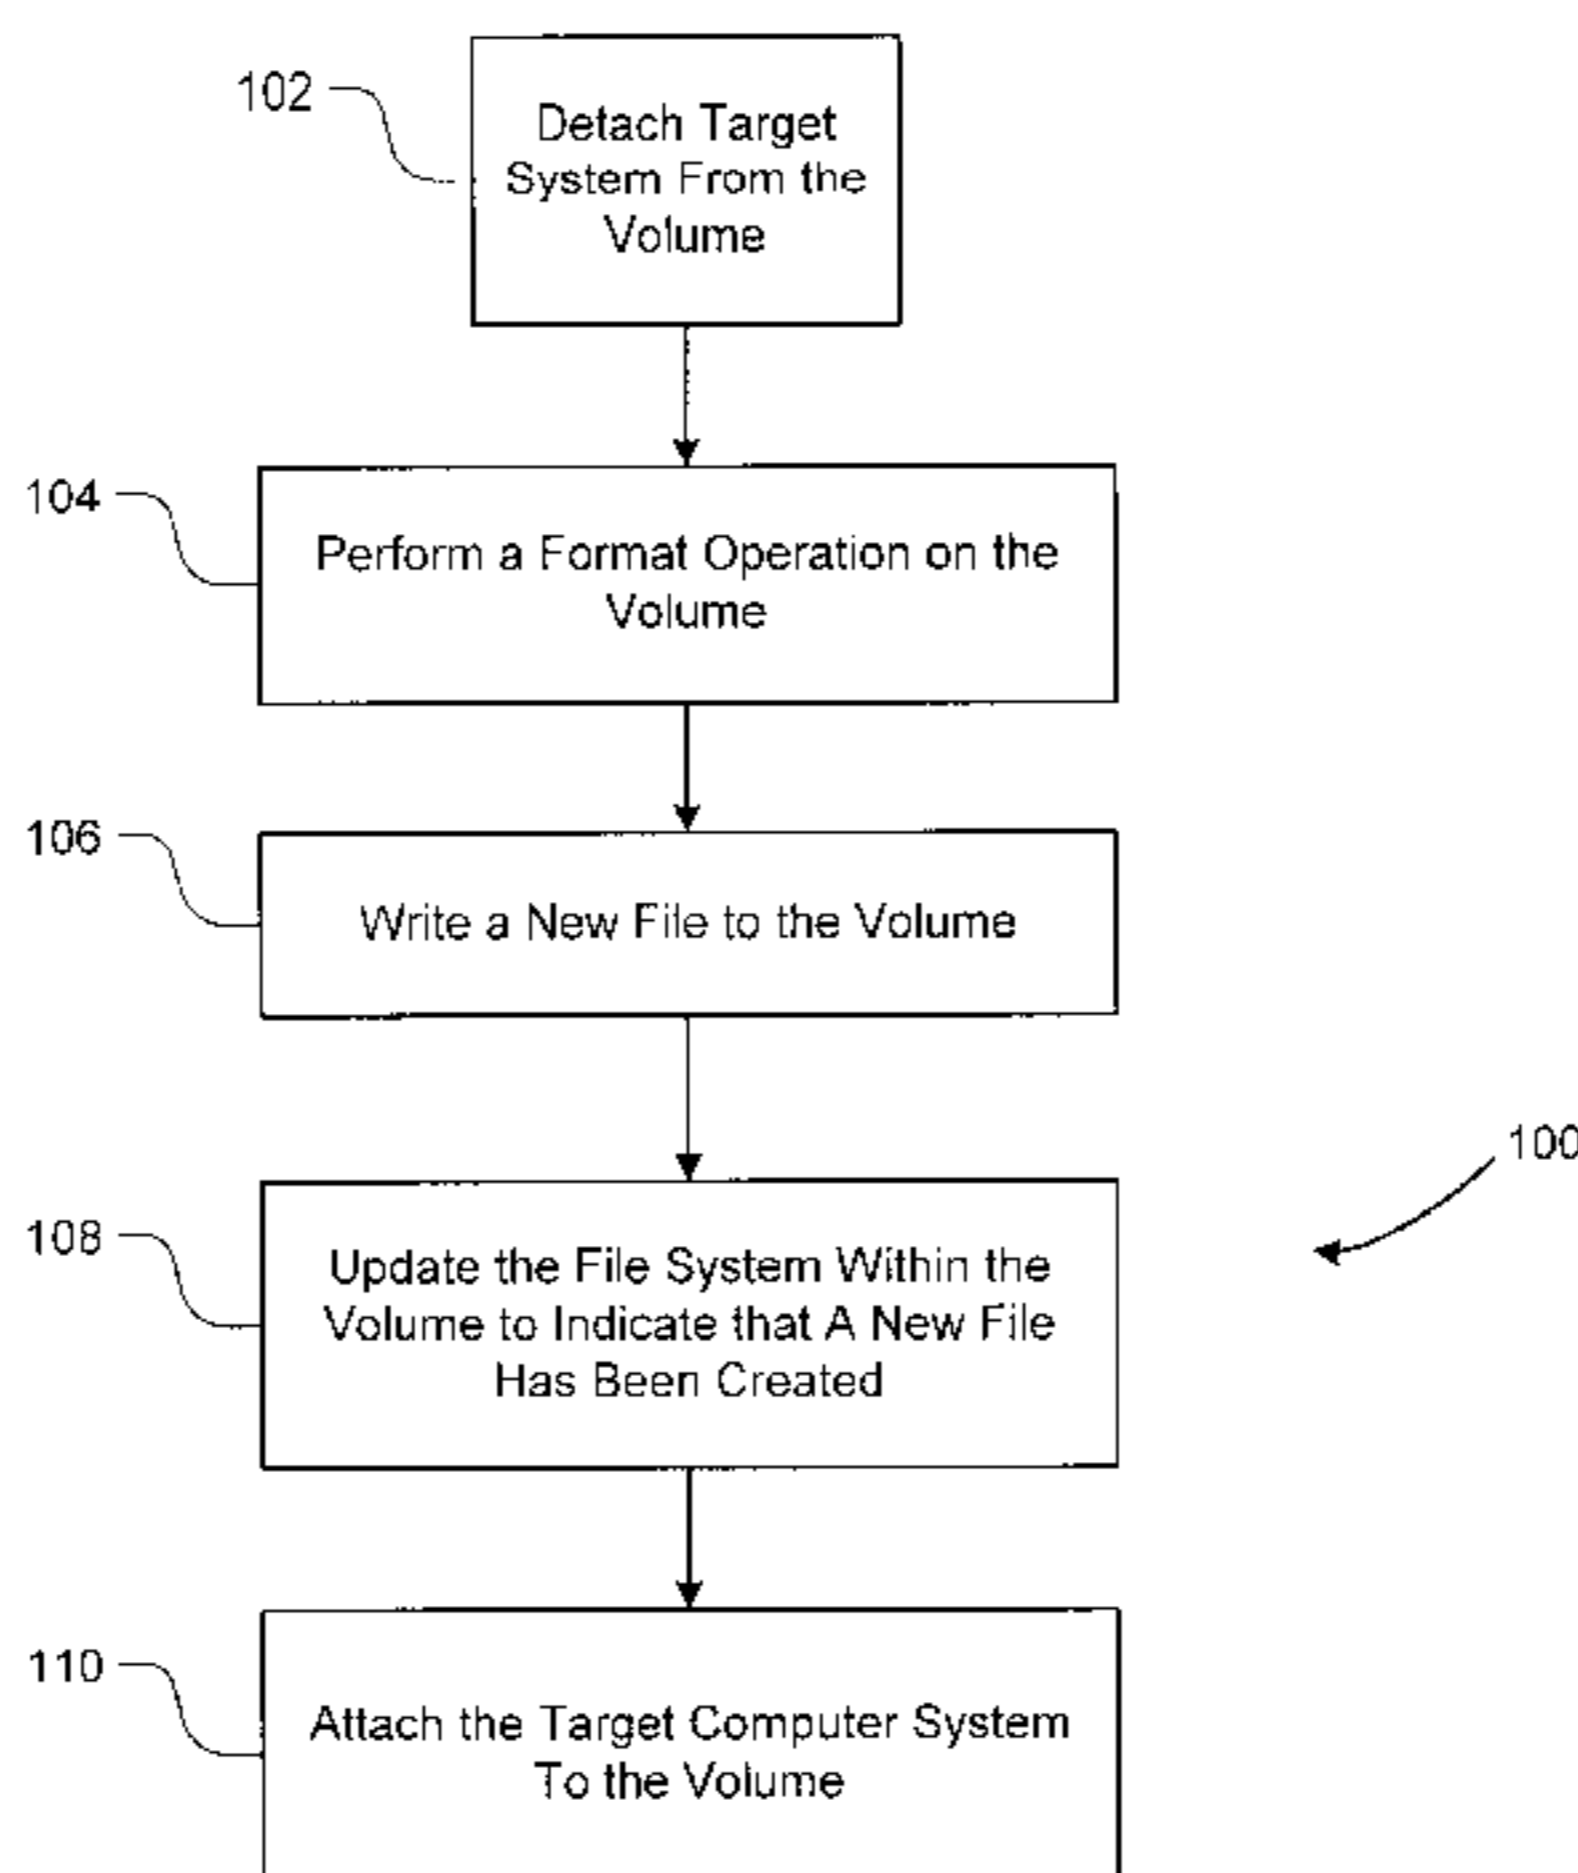 102
Detach Target
System From the
Volume
104
Perform a Format Operation on the
Volume
106
Write a New File to the Volume
100
108
Update the File System Within the
Volume to Indicate that A New File
Has Been Created
110
Attach the Target Computer System
To the Volume